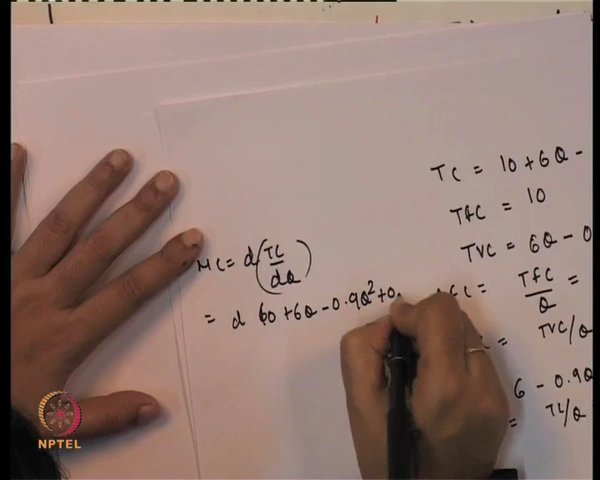 TC = 10 + 6Q -
TFC = 10
TVC = 6Q - 0
TFC/Q =
= TVC/Q
6 - 0.9Q
= TC/Q
MC = d(TC/dQ)
= d (10 + 6Q - 0.9Q² + 0.
NPTEL